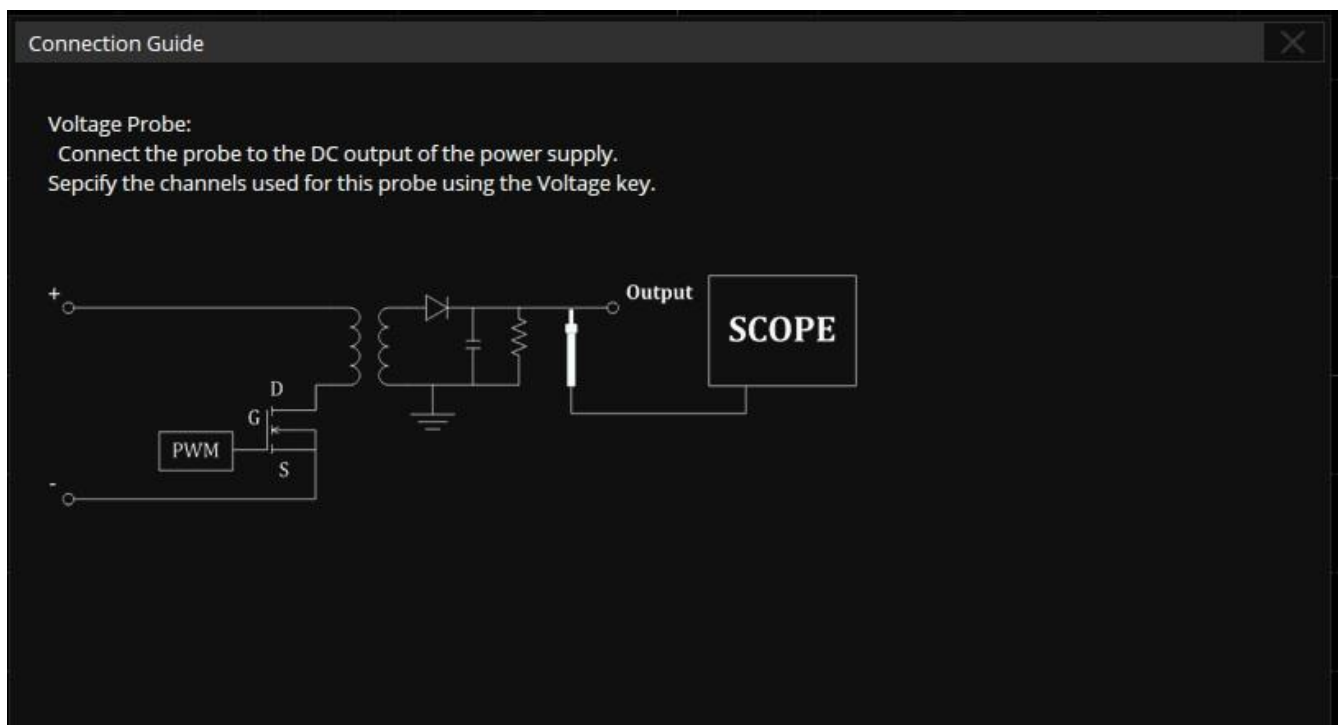 Connection Guide
Voltage Probe:
Connect the probe to the DC output of the power supply.
Sepcify the channels used for this probe using the Voltage key.
+
Output
SCOPE
D
G
PWM
S
-